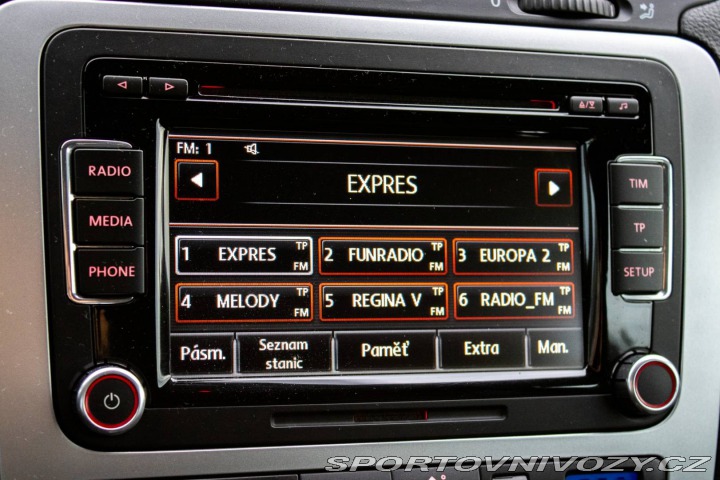 FM: 1
EXPRES
RADIO
MEDIA
PHONE
TIM
TP
SETUP
1 EXPRES TP FM
2 FUNRADIO TP FM
3 EUROPA 2 TP FM
4 MELODY TP FM
5 REGINA V TP FM
6 RADIO_FM TP FM
Pásm.
Seznam
stanic
Paměť
Extra
Man.
SPORTOVNIVOZY.CZ